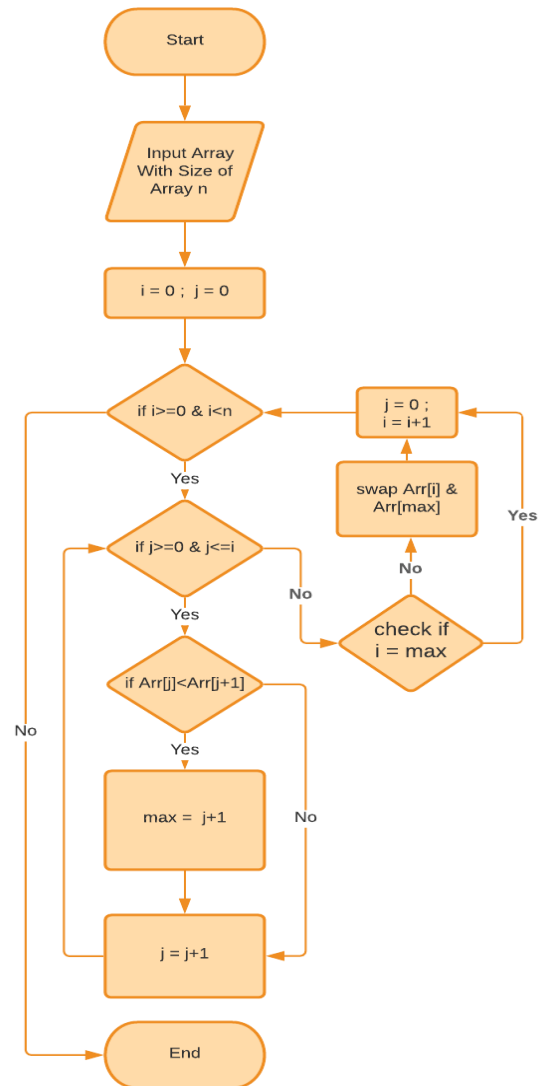 Start
Input Array
With Size of
Array n
i = 0 ;  j = 0
if i>=0 & i<n
j = 0 ;
i = i+1
Yes
swap Arr[i] &
Arr[max]
Yes
if j>=0 & j<=i
No
No
Yes
check if
i = max
if Arr[j]<Arr[j+1]
No
Yes
max =  j+1
No
j = j+1
End